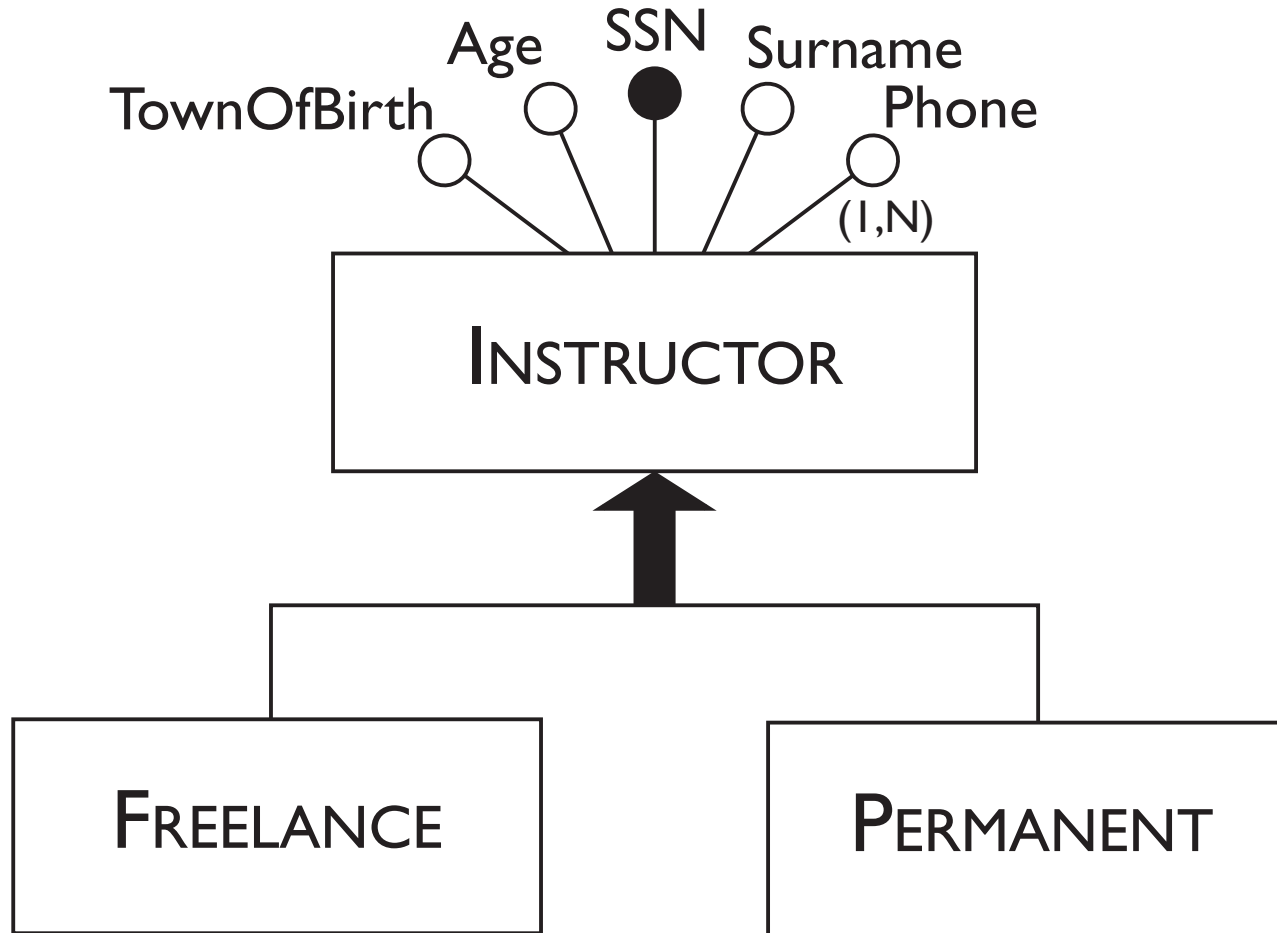 SSN
Age
Surname
TownOfBirth
Phone
(1,N)
INSTRUCTOR
FREELANCE
PERMANENT